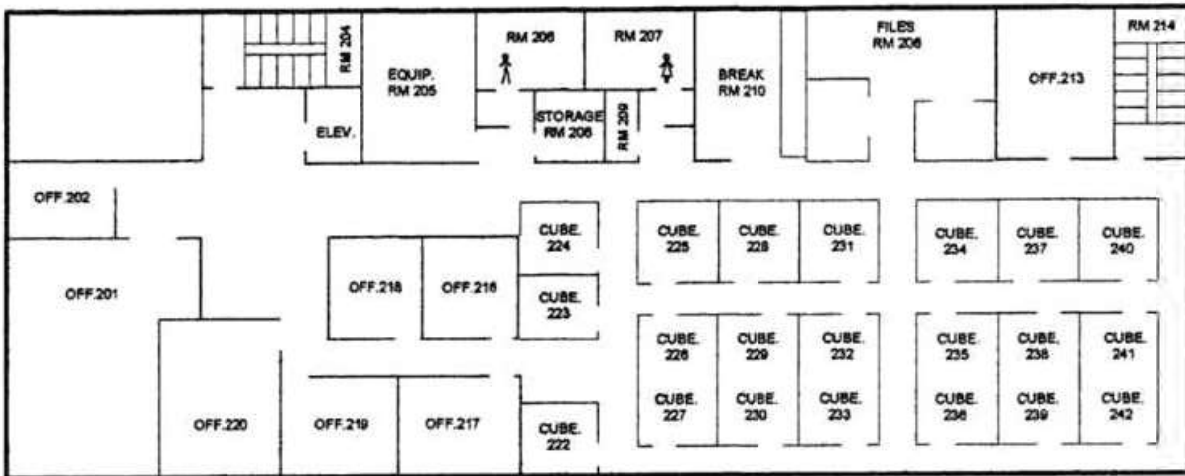 RM 204
EQUIP.
RM 205
RM 206
RM 207
BREAK
RM 210
FILES
RM 206
OFF.213
RM 214
ELEV.
STORAGE
RM 206
RM 209
OFF.202
OFF.201
OFF.218
OFF.216
CUBE.
224
CUBE.
223
CUBE.
225
CUBE.
228
CUBE.
231
CUBE.
234
CUBE.
237
CUBE.
240
CUBE.
226
CUBE.
229
CUBE.
232
CUBE.
235
CUBE.
238
CUBE.
241
CUBE.
227
CUBE.
230
CUBE.
233
CUBE.
236
CUBE.
239
CUBE.
242
OFF.220
OFF.219
OFF.217
CUBE.
222